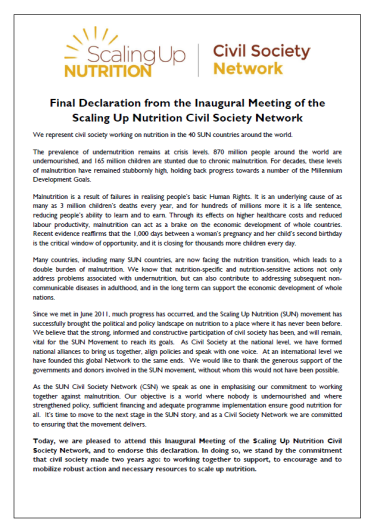 Scaling Up
NUTRITION
Civil Society
Network
Final Declaration from the Inaugural Meeting of the
Scaling Up Nutrition Civil Society Network
We represent civil society working on nutrition in the 40 SUN countries around the world.
The prevalence of undernutrition remains at crisis levels. 870 million people around the world are
undernourished, and 165 million children are stunted due to chronic malnutrition. For decades, these levels
of malnutrition have remained stubbornly high, holding back progress towards a number of the Millennium
Development Goals.
Malnutrition is a result of failures in realising people's basic Human Rights. It is an underlying cause of as
many as 3 million children's deaths every year, and for hundreds of millions more it is a life sentence,
reducing people's ability to learn and to earn. Through its effects on higher healthcare costs and reduced
labour productivity, malnutrition can act as a brake on the economic development of whole countries.
Recent evidence reaffirms that the 1,000 days between a woman's pregnancy and her child's second birthday
is the critical window of opportunity, and it is closing for thousands more children every day.
Many countries, including many SUN countries, are now facing the nutrition transition, which leads to a
double burden of malnutrition. We know that nutrition-specific and nutrition-sensitive actions not only
address problems associated with undernutrition, but can also contribute to addressing subsequent non-
communicable diseases in adulthood, and in the long term can support the economic development of whole
nations.
Since we met in June 2011, much progress has occurred, and the Scaling Up Nutrition (SUN) movement has
successfully brought the political and policy landscape on nutrition to a place where it has never been before.
We believe that the strong, informed and constructive participation of civil society has been, and will remain,
vital for the SUN Movement to reach its goals. As Civil Society at the national level, we have formed
national alliances to bring us together, align policies and speak with one voice. At an international level we
have founded this global Network to the same ends. We would like to thank the generous support of the
governments and donors involved in the SUN movement, without whom this would not have been possible.
As the SUN Civil Society Network (CSN) we speak as one in emphasising our commitment to working
together against malnutrition. Our objective is a world where nobody is undernourished and where
strengthened policy, sufficient financing and adequate programme implementation ensure good nutrition for
all. It's time to move to the next stage in the SUN story, and as a Civil Society Network we are committed
to ensuring that the movement delivers.
Today, we are pleased to attend this Inaugural Meeting of the Scaling Up Nutrition Civil
Society Network, and to endorse this declaration. In doing so, we stand by the commitment
that civil society made two years ago: to working together to support, to encourage and to
mobilize robust action and necessary resources to scale up nutrition.